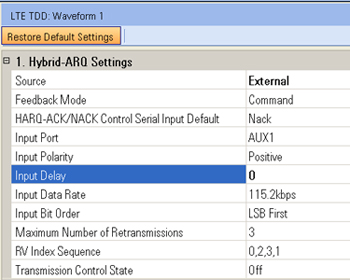 LTE TDD: Waveform 1
Restore Default Settings
1. Hybrid-ARQ Settings
Source External
Feedback Mode Command
HARQ-ACK/NACK Control Serial Input Default Nack
Input Port AUX1
Input Polarity Positive
Input Delay 0
Input Data Rate 115.2kbps
Input Bit Order LSB First
Maximum Number of Retransmissions 3
RV Index Sequence 0,2,3,1
Transmission Control State Off